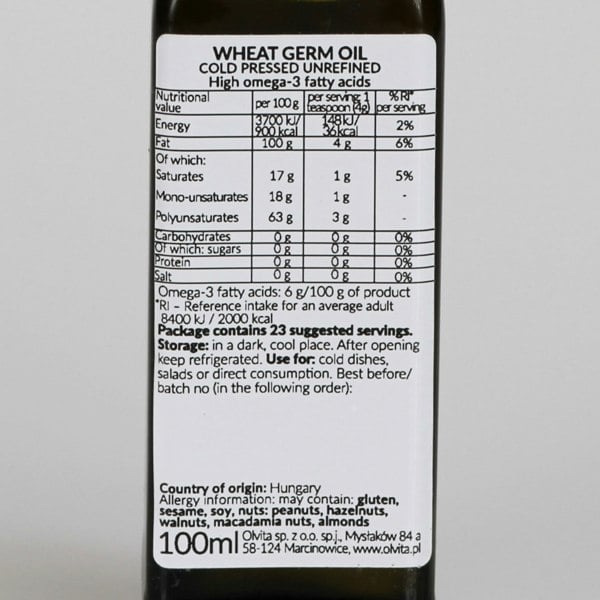 WHEAT GERM OIL
COLD PRESSED UNREFINED
High omega-3 fatty acids
Nutritional value per 100 g per serving 1 teaspoon (4g) %RI* per serving
Energy 3700 kJ/ 900 kcal 148 kJ/ 36 kcal 2%
Fat 100 g 4 g 6%
Of which:
Saturates 17 g 1 g 5%
Mono-unsaturates 18 g 1 g -
Polyunsaturates 63 g 3 g -
Carbohydrates 0 g 0 g 0%
Of which: sugars 0 g 0 g 0%
Protein 0 g 0 g 0%
Salt 0 g 0 g 0%
Omega-3 fatty acids: 6 g/100 g of product
*RI – Reference intake for an average adult
8400 kJ / 2000 kcal
Package contains 23 suggested servings.
Storage: in a dark, cool place. After opening
keep refrigerated. Use for: cold dishes,
salads or direct consumption. Best before/
batch no (in the following order):
Country of origin: Hungary
Allergy information: may contain: gluten,
sesame, soy, nuts: peanuts, hazelnuts,
walnuts, macadamia nuts, almonds
100ml Olvita sp. z o.o. sp.j., Mysłaków 84 a
58-124 Marcinowice, www.olvita.pl